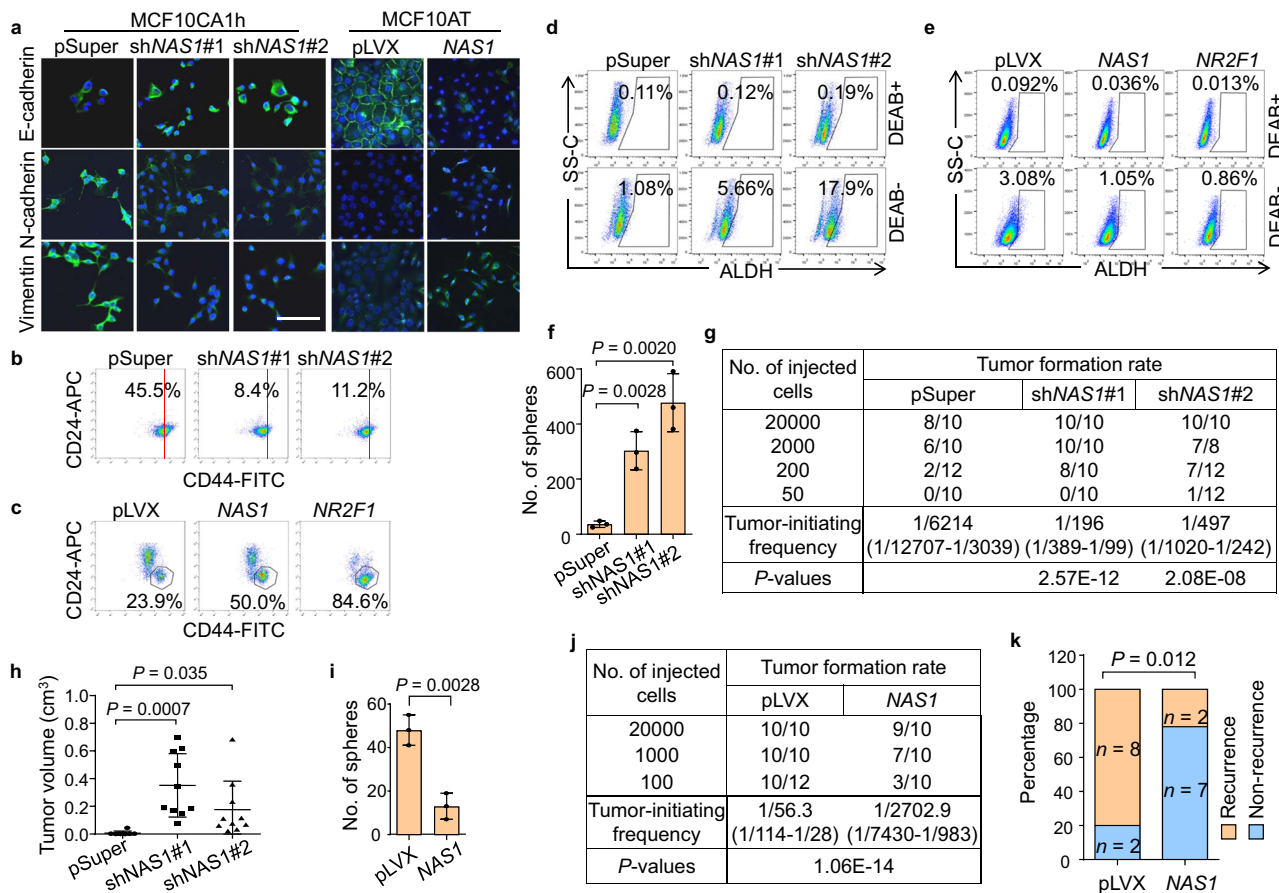 a
MCF10CA1h
MCF10AT
pSuper
shNAS1#1
shNAS1#2
pLVX
NAS1
E-cadherin
N-cadherin
Vimentin
b
pSuper
shNAS1#1
shNAS1#2
45.5%
8.4%
11.2%
CD24-APC
CD44-FITC
c
pLVX
NAS1
NR2F1
23.9%
50.0%
84.6%
CD24-APC
CD44-FITC
d
pSuper
shNAS1#1
shNAS1#2
0.11%
0.12%
0.19%
DEAB+
1.08%
5.66%
17.9%
DEAB-
SS-C
ALDH
e
pLVX
NAS1
NR2F1
0.092%
0.036%
0.013%
DEAB+
3.08%
1.05%
0.86%
DEAB-
SS-C
ALDH
f
P = 0.0020
P = 0.0028
No. of spheres
600
400
200
0
pSuper
shNAS1#1
shNAS1#2
g
No. of injected cells
Tumor formation rate
pSuper shNAS1#1 shNAS1#2
20000 8/10 10/10 10/10
2000 6/10 10/10 7/8
200 2/12 8/10 7/12
50 0/10 0/10 1/12
Tumor-initiating frequency
1/6214 1/196 1/497
(1/12707-1/3039) (1/389-1/99) (1/1020-1/242)
P-values 2.57E-12 2.08E-08
h
P = 0.035
P = 0.0007
Tumor volume (cm³)
1.0
0.8
0.6
0.4
0.2
0.0
pSuper
shNAS1#1
shNAS1#2
i
P = 0.0028
No. of spheres
60
40
20
0
pLVX
NAS1
j
No. of injected cells
Tumor formation rate
pLVX NAS1
20000 10/10 9/10
1000 10/10 7/10
100 10/12 3/10
Tumor-initiating frequency
1/56.3 1/2702.9
(1/114-1/28) (1/7430-1/983)
P-values 1.06E-14
k
P = 0.012
Percentage
120
100
80
60
40
20
0
n = 8
n = 2
n = 2
n = 7
pLVX
NAS1
Recurrence
Non-recurrence